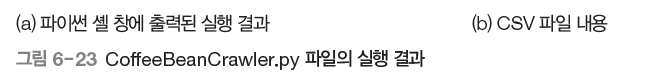 (a) 파이썬 셸 창에 출력된 실행 결과 (b) CSV 파일 내용
그림 6-23 CoffeeBeanCrawler.py 파일의 실행 결과